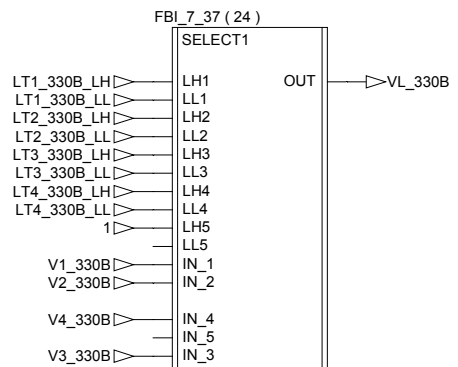 FBI_7_37 ( 24 )
SELECT1
LT1_330B_LH LH1 OUT VL_330B
LT1_330B_LL LL1
LT2_330B_LH LH2
LT2_330B_LL LL2
LT3_330B_LH LH3
LT3_330B_LL LL3
LT4_330B_LH LH4
LT4_330B_LL LL4
1 LH5
LL5
V1_330B IN_1
V2_330B IN_2
V4_330B IN_4
IN_5
V3_330B IN_3